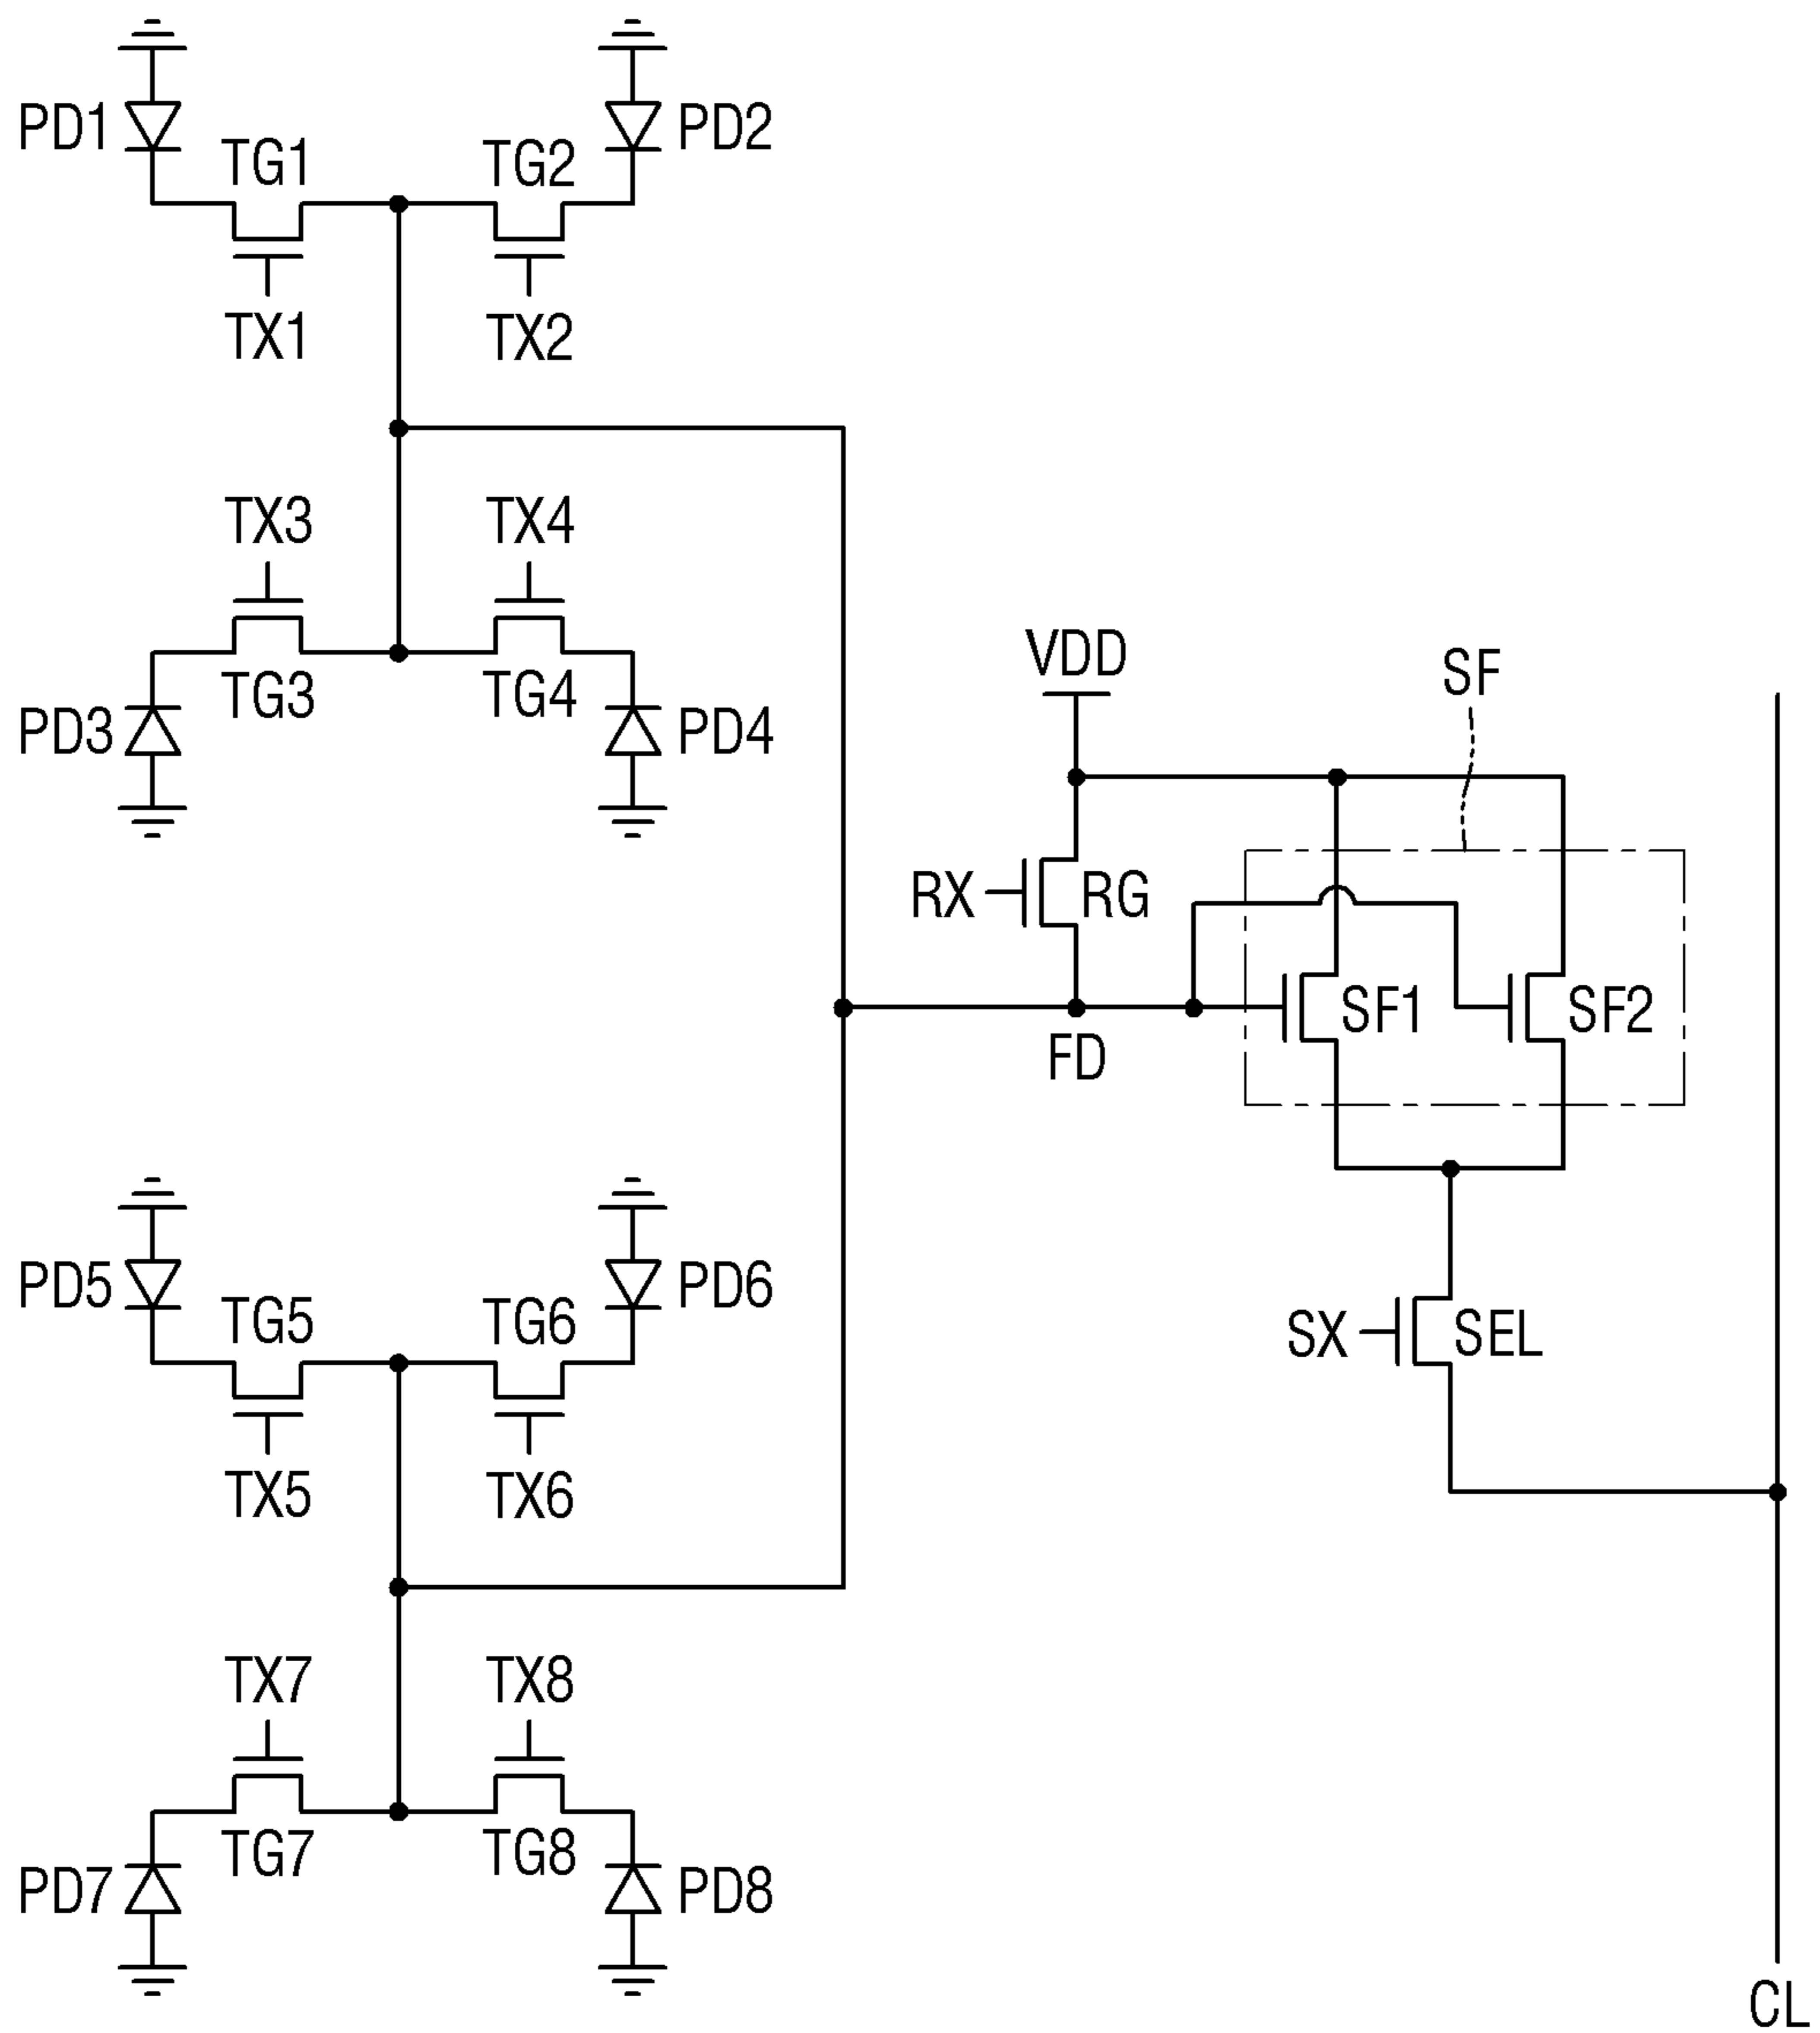 PD1
TG1
TG2
PD2
TX1
TX2
TX3
TX4
PD3
TG3
TG4
PD4
VDD
SF
RX
RG
SF1
SF2
FD
PD5
TG5
TG6
PD6
SX
SEL
TX5
TX6
TX7
TX8
PD7
TG7
TG8
PD8
CL